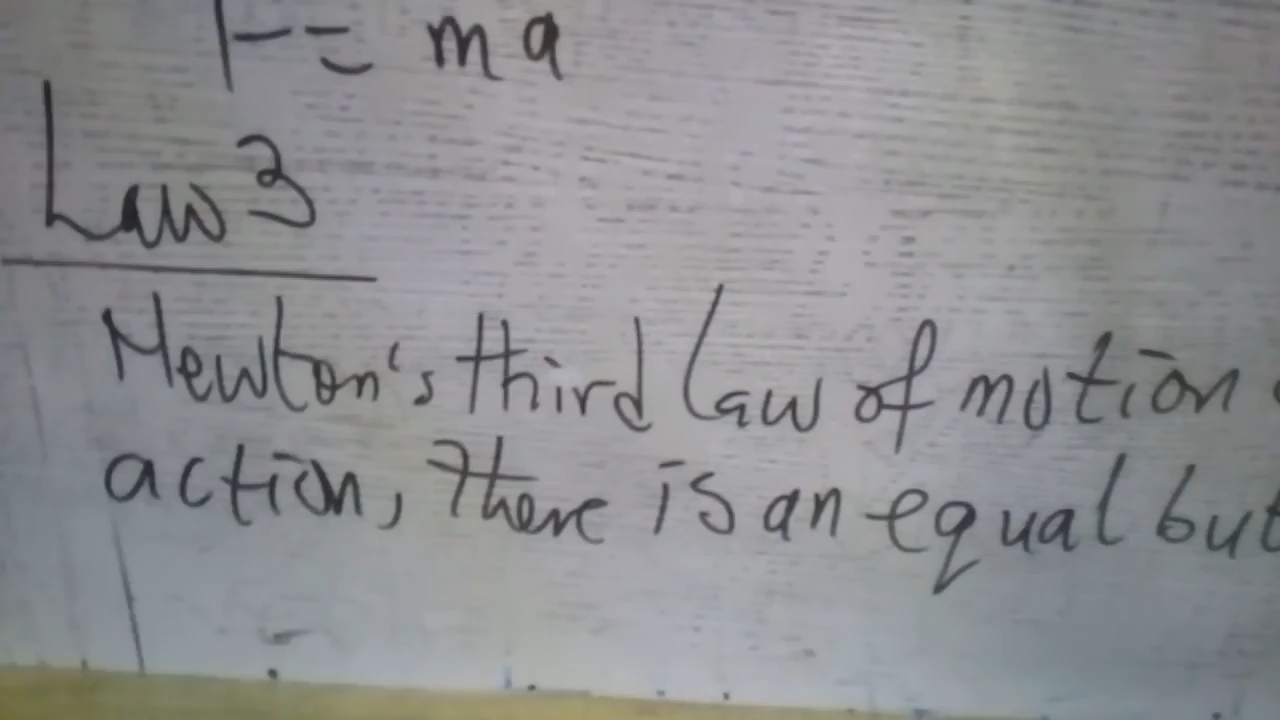 F = ma
Law 3
Newton's third law of motion
action, there is an equal but